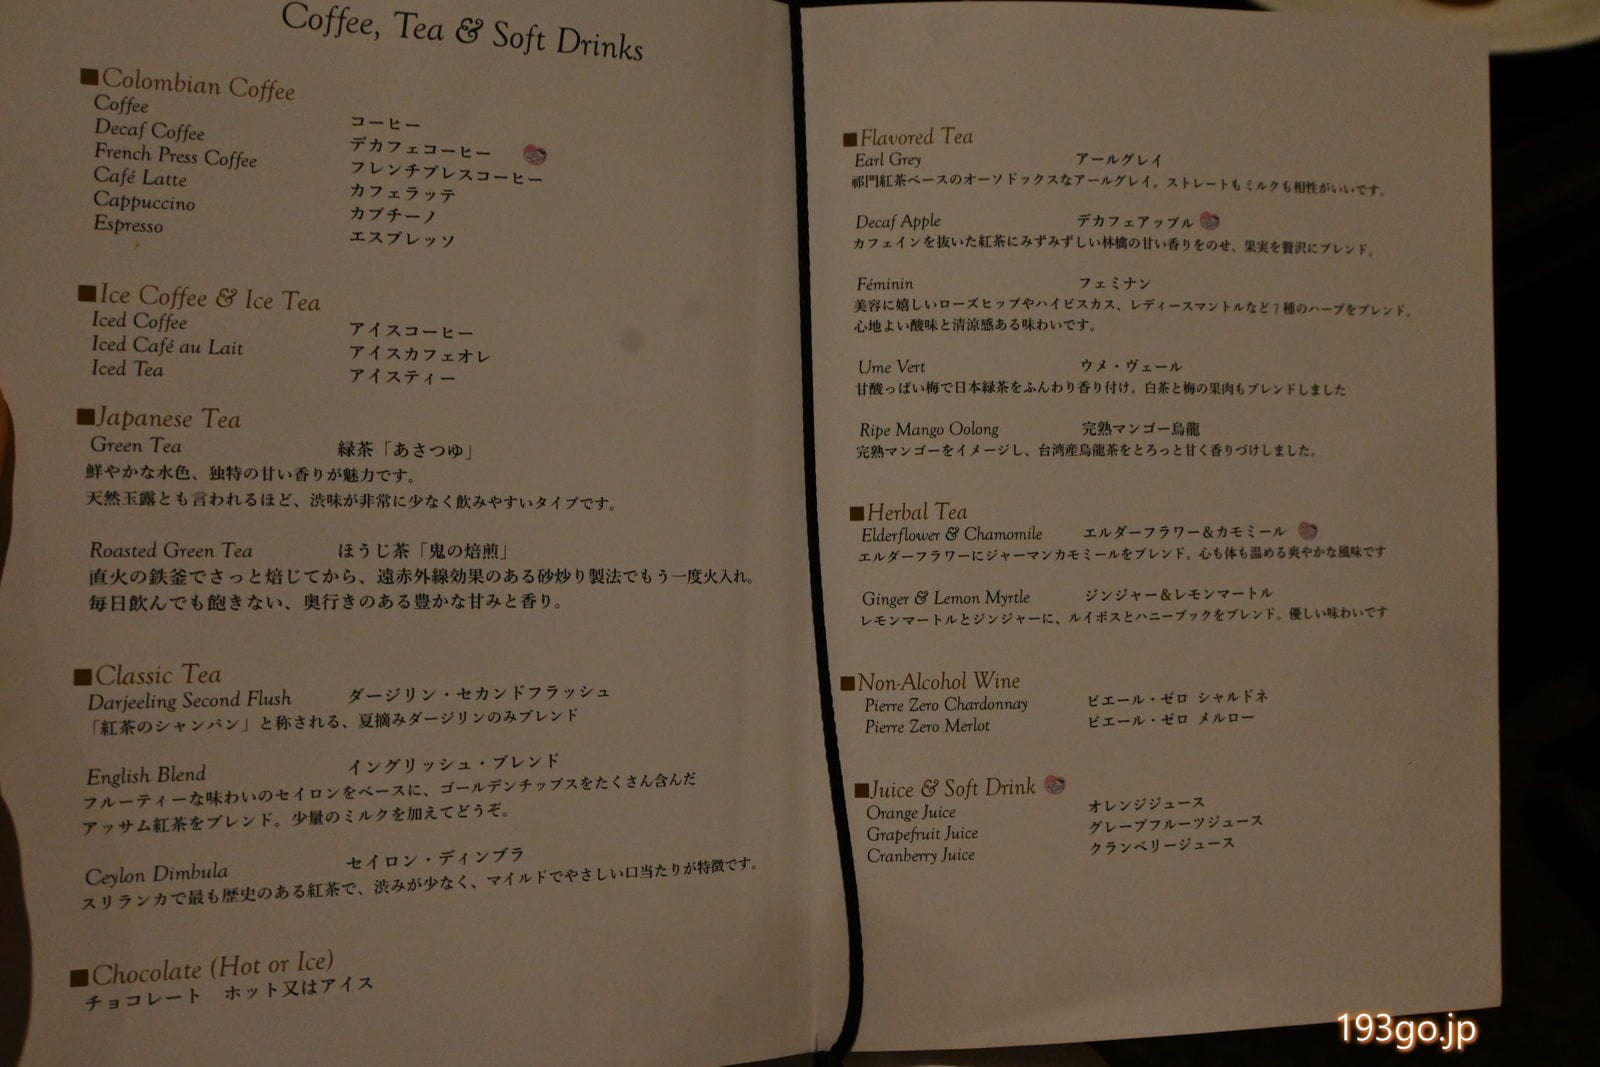 Coffee, Tea & Soft Drinks
■Colombian Coffee
Coffee コーヒー
Decaf Coffee デカフェコーヒー
French Press Coffee フレンチプレスコーヒー
Café Latte カフェラッテ
Cappuccino カプチーノ
Espresso エスプレッソ
■Ice Coffee & Ice Tea
Iced Coffee アイスコーヒー
Iced Café au Lait アイスカフェオレ
Iced Tea アイスティー
■Japanese Tea
Green Tea 緑茶「あさつゆ」
鮮やかな水色、独特の甘い香りが魅力です。
天然玉露とも言われるほど、渋味が非常に少なく飲みやすいタイプです。
Roasted Green Tea ほうじ茶「鬼の焙煎」
直火の鉄釜でさっと焙じてから、遠赤外線効果のある砂炒り製法でもう一度火入れ。
毎日飲んでも飽きない、奥行きのある豊かな甘みと香り。
■Classic Tea
Darjeeling Second Flush ダージリン・セカンドフラッシュ
「紅茶のシャンパン」と称される、夏摘みダージリンのみブレンド
English Blend イングリッシュ・ブレンド
フルーティーな味わいのセイロンをベースに、ゴールデンチップスをたくさん含んだ
アッサム紅茶をブレンド。少量のミルクを加えてどうぞ。
Ceylon Dimbula セイロン・ディンブラ
スリランカで最も歴史のある紅茶で、渋みが少なく、マイルドでやさしい口当たりが特徴です。
■Chocolate (Hot or Ice)
チョコレート ホット又はアイス
■Flavored Tea
Earl Grey アールグレイ
祁門紅茶ベースのオーソドックスなアールグレイ。ストレートもミルクも相性がいいです。
Decaf Apple デカフェアップル
カフェインを抜いた紅茶にみずみずしい林檎の甘い香りをのせ、果実を贅沢にブレンド。
Féminin フェミナン
美容に嬉しいローズヒップやハイビスカス、レディースマントルなど7種のハーブをブレンド。
心地よい酸味と清涼感ある味わいです。
Ume Vert ウメ・ヴェール
甘酸っぱい梅で日本緑茶をふんわり香り付け。白茶と梅の果肉もブレンドしました
Ripe Mango Oolong 完熟マンゴー烏龍
完熟マンゴーをイメージし、台湾産烏龍茶をとろっと甘く香りづけしました。
■Herbal Tea
Elderflower & Chamomile エルダーフラワー&カモミール
エルダーフラワーにジャーマンカモミールをブレンド。心も体も温める爽やかな風味です
Ginger & Lemon Myrtle ジンジャー&レモンマートル
レモンマートルとジンジャーに、ルイボスとハニーブックをブレンド。優しい味わいです
■Non-Alcohol Wine
Pierre Zero Chardonnay ピエール・ゼロ シャルドネ
Pierre Zero Merlot ピエール・ゼロ メルロー
■Juice & Soft Drink
Orange Juice オレンジジュース
Grapefruit Juice グレープフルーツジュース
Cranberry Juice クランベリージュース
193go.jp